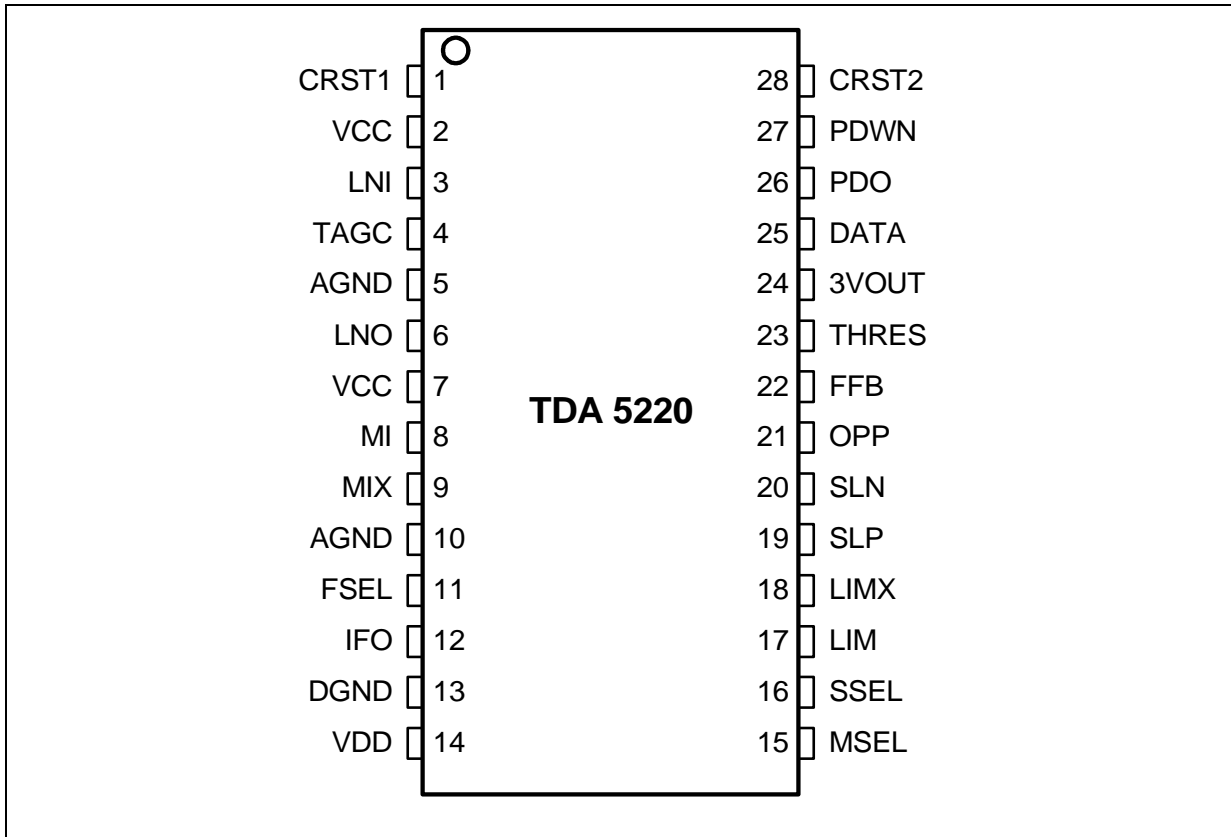 CRST1 1 28 CRST2
VCC 2 27 PDWN
LNI 3 26 PDO
TAGC 4 25 DATA
AGND 5 24 3VOUT
LNO 6 23 THRES
VCC 7 22 FFB
TDA 5220
MI 8 21 OPP
MIX 9 20 SLN
AGND 10 19 SLP
FSEL 11 18 LIMX
IFO 12 17 LIM
DGND 13 16 SSEL
VDD 14 15 MSEL